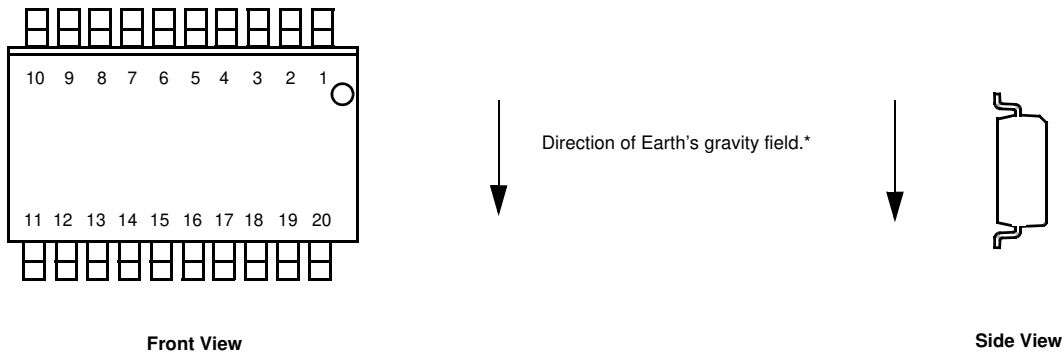 10 9 8 7 6 5 4 3 2 1
Direction of Earth's gravity field.*
11 12 13 14 15 16 17 18 19 20
Front View
Side View